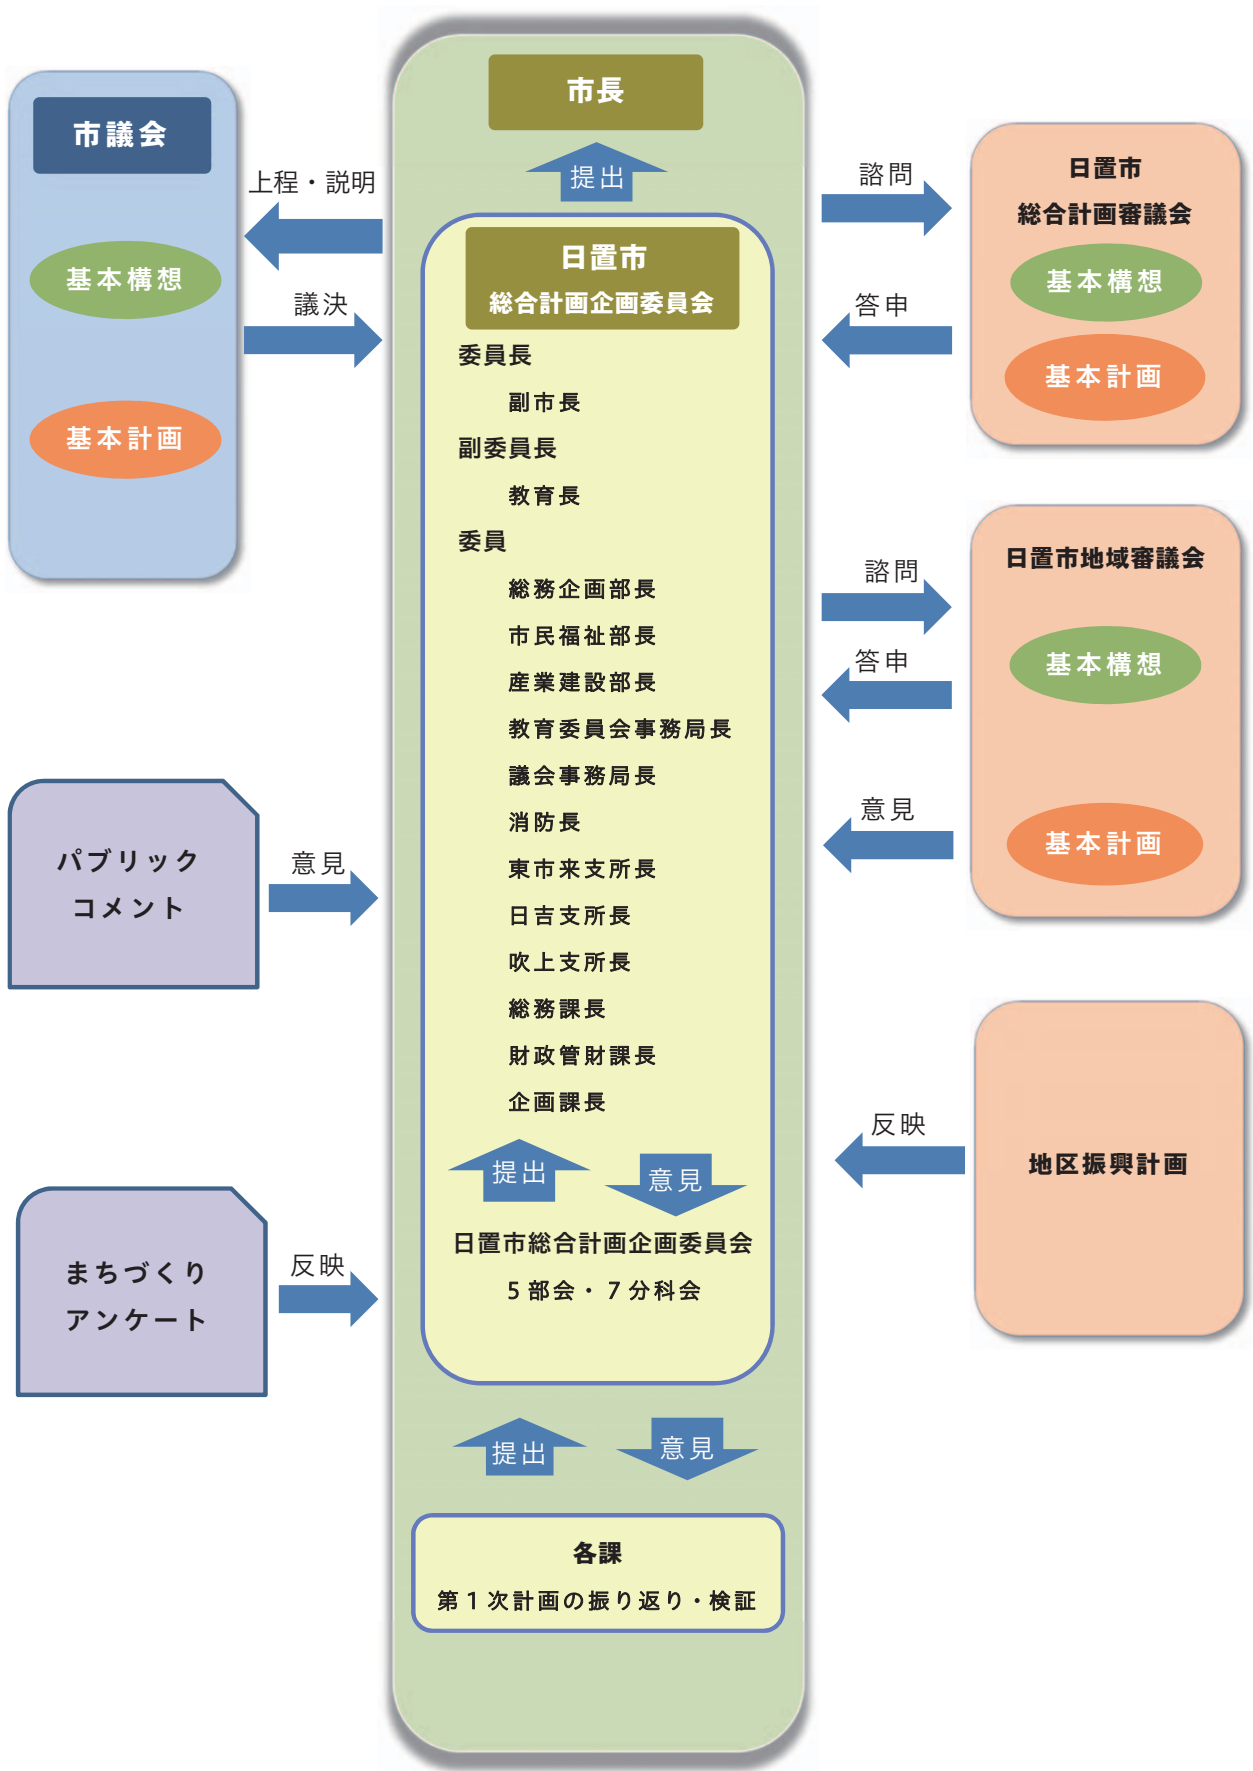 市長
提出
市議会
上程・説明
基本構想
議決
基本計画
日置市
総合計画企画委員会
委員長
副市長
副委員長
教育長
委員
総務企画部長
市民福祉部長
産業建設部長
教育委員会事務局長
議会事務局長
消防長
東市来支所長
日吉支所長
吹上支所長
総務課長
財政管財課長
企画課長
提出
意見
日置市総合計画企画委員会
5部会・7分科会
提出
意見
各課
第1次計画の振り返り・検証
諮問
日置市
総合計画審議会
基本構想
答申
基本計画
諮問
日置市地域審議会
答申
基本構想
意見
基本計画
反映
地区振興計画
パブリック
コメント
意見
まちづくり
アンケート
反映